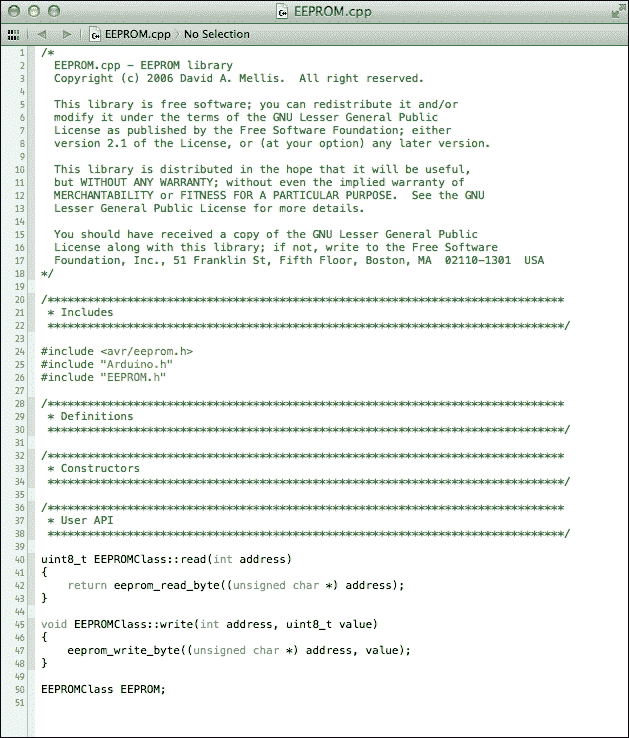 EEPROM.cpp
EEPROM.cpp › No Selection
1 /*
2   EEPROM.cpp - EEPROM library
3   Copyright (c) 2006 David A. Mellis.  All right reserved.
4
5   This library is free software; you can redistribute it and/or
6   modify it under the terms of the GNU Lesser General Public
7   License as published by the Free Software Foundation; either
8   version 2.1 of the License, or (at your option) any later version.
9
10   This library is distributed in the hope that it will be useful,
11   but WITHOUT ANY WARRANTY; without even the implied warranty of
12   MERCHANTABILITY or FITNESS FOR A PARTICULAR PURPOSE.  See the GNU
13   Lesser General Public License for more details.
14
15   You should have received a copy of the GNU Lesser General Public
16   License along with this library; if not, write to the Free Software
17   Foundation, Inc., 51 Franklin St, Fifth Floor, Boston, MA  02110-1301  USA
18 */
19
20 /******************************************************************************
21  * Includes
22  ******************************************************************************/
23
24 #include <avr/eeprom.h>
25 #include "Arduino.h"
26 #include "EEPROM.h"
27
28 /******************************************************************************
29  * Definitions
30  ******************************************************************************/
31
32 /******************************************************************************
33  * Constructors
34  ******************************************************************************/
35
36 /******************************************************************************
37  * User API
38  ******************************************************************************/
39
40 uint8_t EEPROMClass::read(int address)
41 {
42     return eeprom_read_byte((unsigned char *) address);
43 }
44
45 void EEPROMClass::write(int address, uint8_t value)
46 {
47     eeprom_write_byte((unsigned char *) address, value);
48 }
49
50 EEPROMClass EEPROM;
51